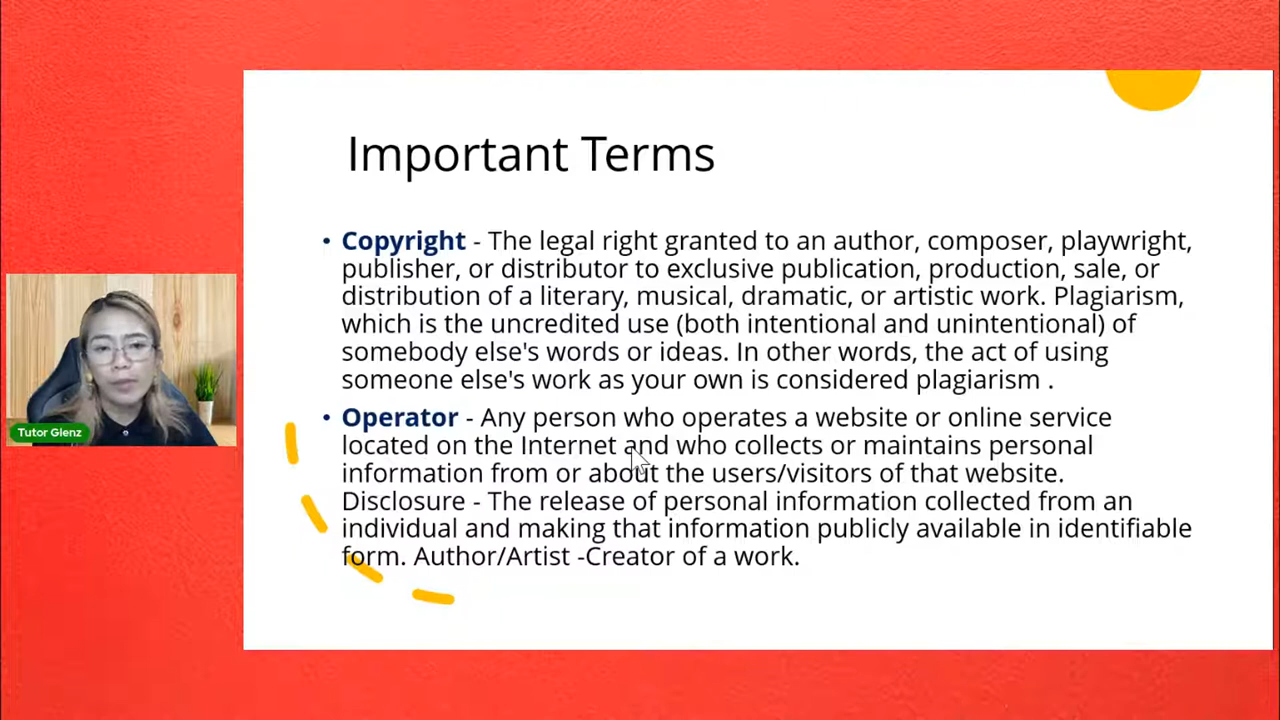 Important Terms
• Copyright - The legal right granted to an author, composer, playwright,
publisher, or distributor to exclusive publication, production, sale, or
distribution of a literary, musical, dramatic, or artistic work. Plagiarism,
which is the uncredited use (both intentional and unintentional) of
somebody else's words or ideas. In other words, the act of using
someone else's work as your own is considered plagiarism .
• Operator - Any person who operates a website or online service
located on the Internet and who collects or maintains personal
information from or about the users/visitors of that website.
Disclosure - The release of personal information collected from an
individual and making that information publicly available in identifiable
form. Author/Artist -Creator of a work.
Tutor Glenz